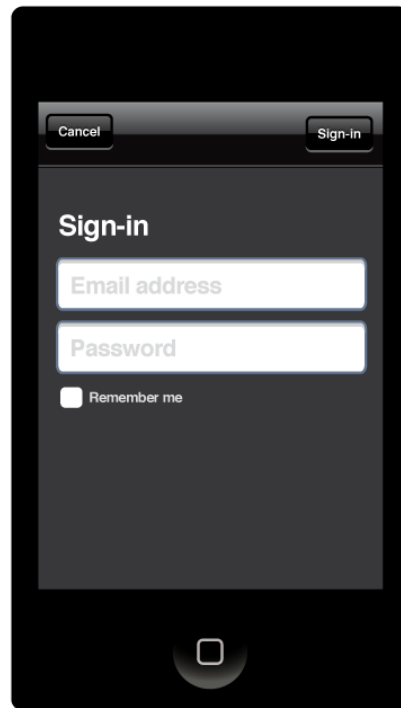 Cancel
Sign-in
Sign-in
Email address
Password
Remember me